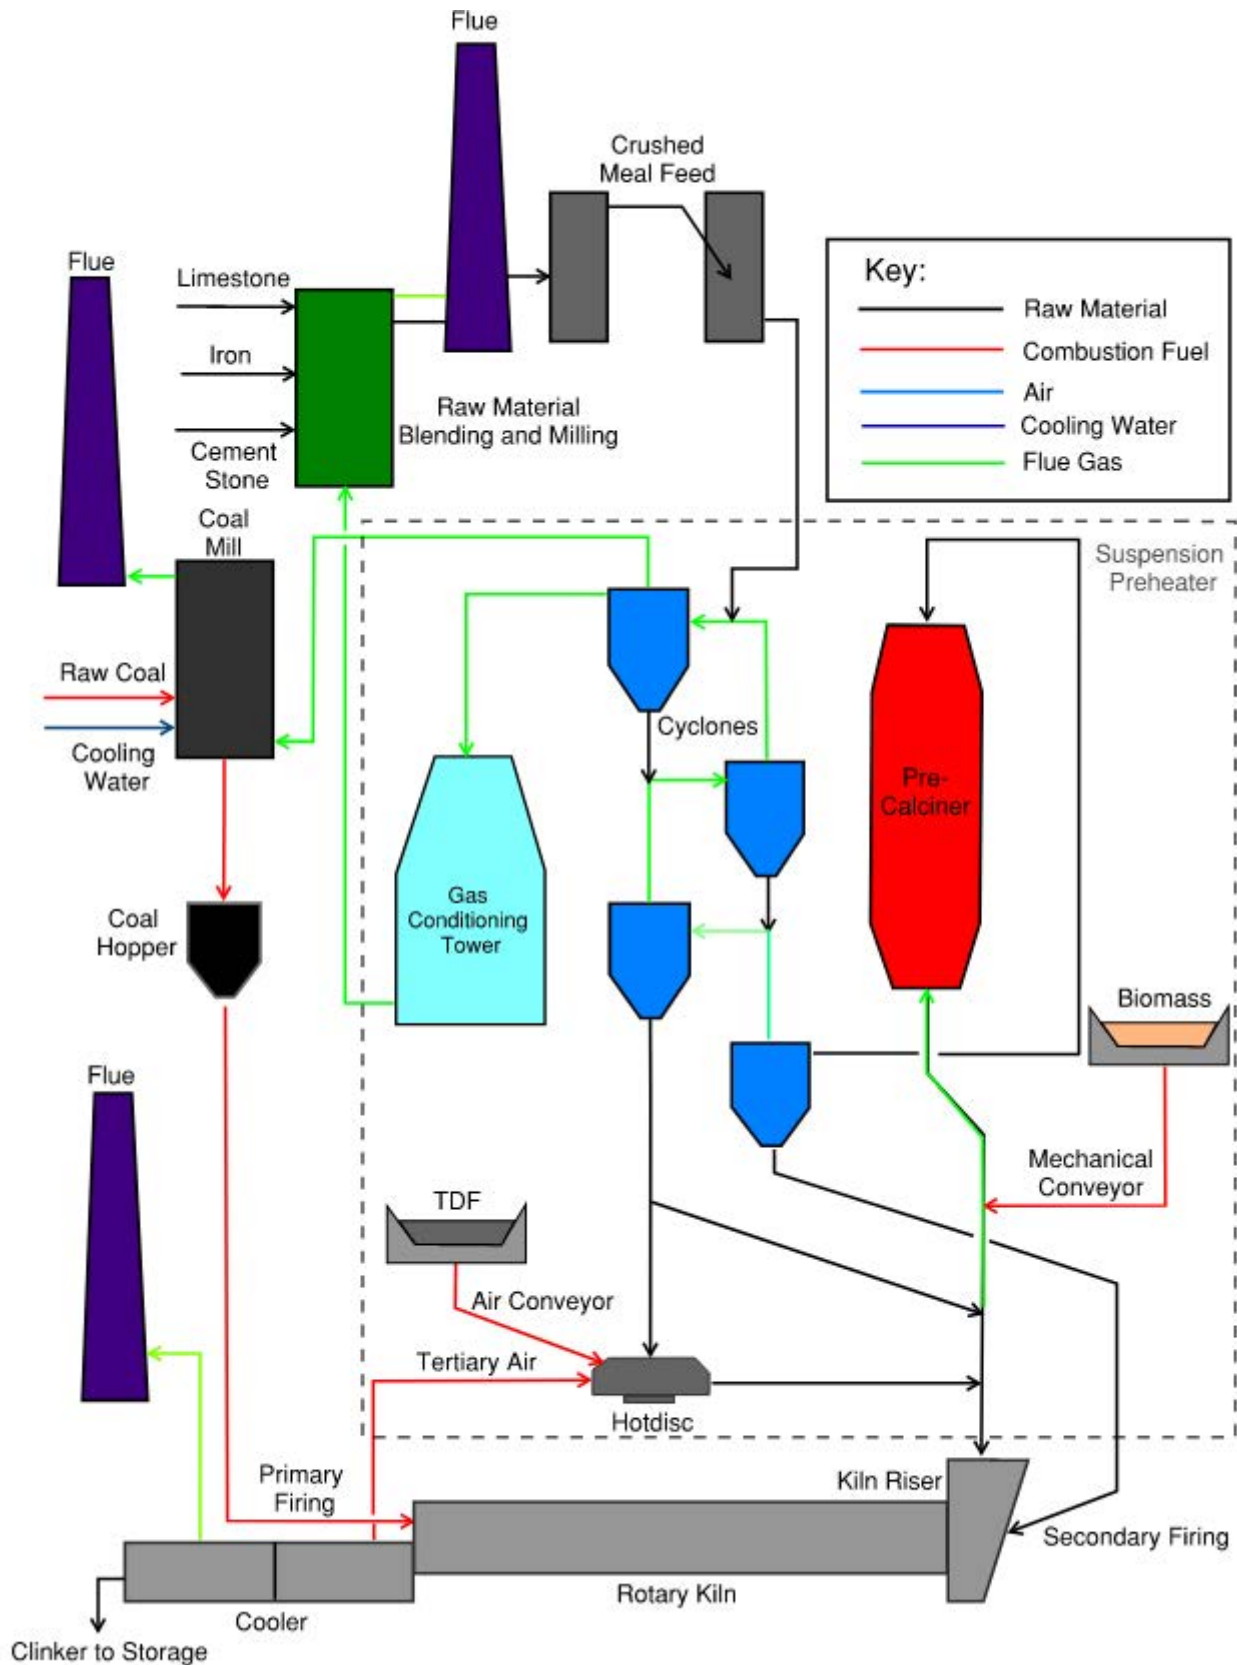 Flue
Crushed
Meal Feed
Flue
Limestone
Key:
Raw Material
Iron
Combustion Fuel
Air
Raw Material
Blending and Milling
Cooling Water
Cement
Stone
Flue Gas
Coal
Mill
Suspension
Preheater
Raw Coal
Cyclones
Cooling
Water
Pre-
Calciner
Gas
Conditioning
Tower
Coal
Hopper
Biomass
Flue
Mechanical
Conveyor
TDF
Air Conveyor
Tertiary Air
Hotdisc
Primary
Firing
Kiln Riser
Secondary Firing
Rotary Kiln
Cooler
Clinker to Storage